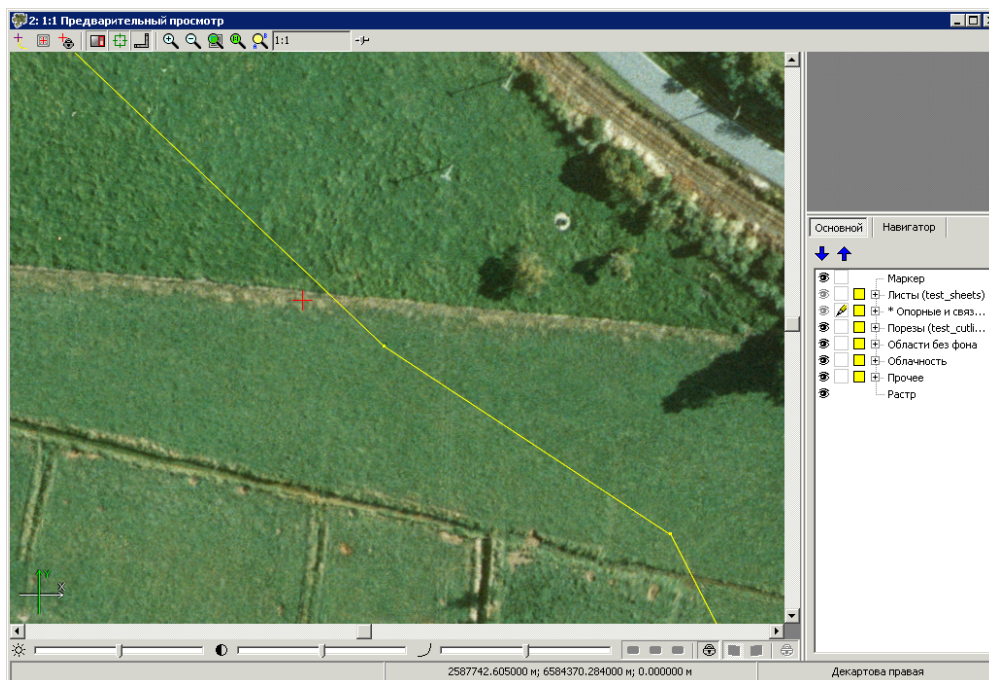 2: 1:1 Предварительный просмотр
1:1
Основной
Навигатор
Маркер
Листы (test_sheets)
* Опорные и связ...
Порезы (test_cutli...
Области без фона
Облачность
Прочее
Растр
Y
X
2587742.605000 м; 6584370.284000 м; 0.000000 м
Декартова правая